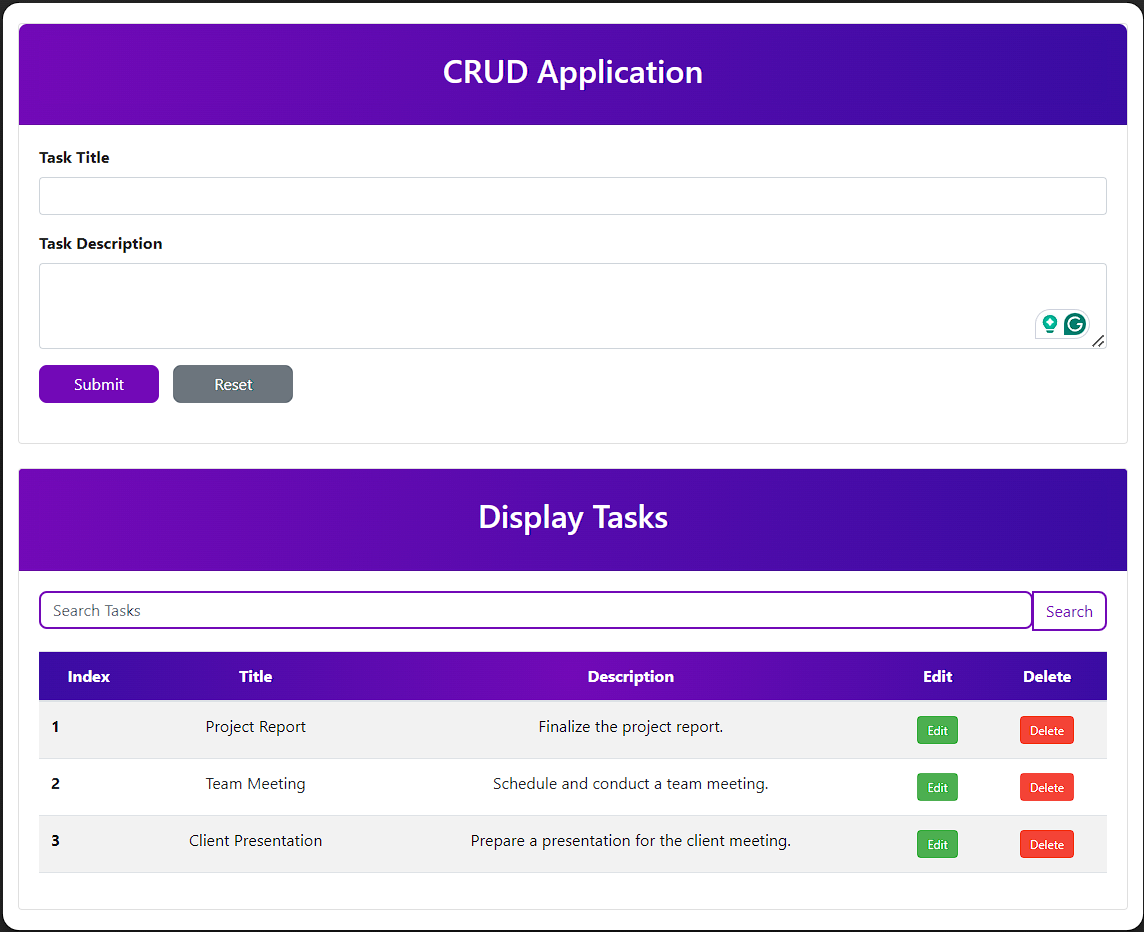 CRUD Application
Task Title
Task Description
Submit Reset
Display Tasks
Search Tasks Search
Index Title Description Edit Delete
1 Project Report Finalize the project report. Edit Delete
2 Team Meeting Schedule and conduct a team meeting. Edit Delete
3 Client Presentation Prepare a presentation for the client meeting. Edit Delete